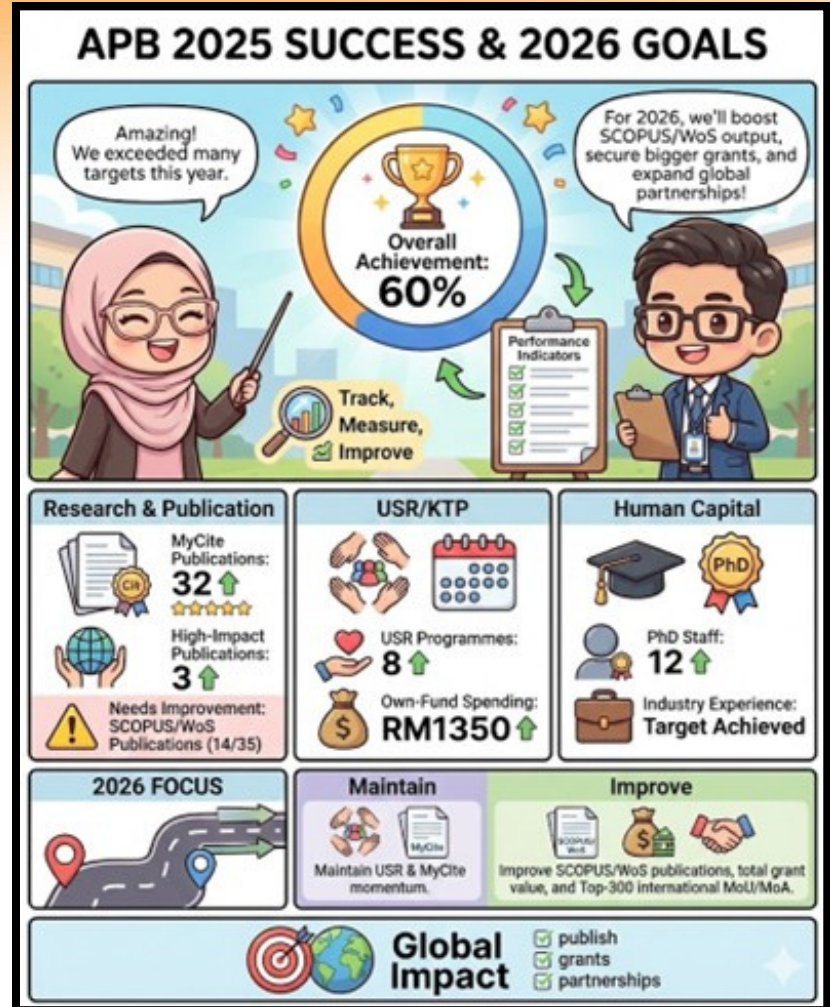 APB 2025 SUCCESS & 2026 GOALS
Amazing!
We exceeded many
targets this year.
For 2026, we'll boost
SCOPUS/WoS output,
secure bigger grants, and
expand global
partnerships!
Overall
Achievement:
60%
Performance
Indicators
Track,
Measure,
Improve
Research & Publication
MyCite
Publications:
32
Cit
High-Impact
Publications:
3
Needs Improvement:
SCOPUS/WoS
Publications (14/35)
USR/KTP
USR Programmes:
8
$
Own-Fund Spending:
RM1350
Human Capital
PhD
PhD Staff:
12
Industry Experience:
Target Achieved
2026 FOCUS
Maintain
MyCite
Maintain USR & MyCite
momentum.
Improve
SCOPUS/
WoS
$
Improve SCOPUS/WoS publications, total grant
value, and Top-300 international MoU/MoA.
Global
Impact
publish
grants
partnerships